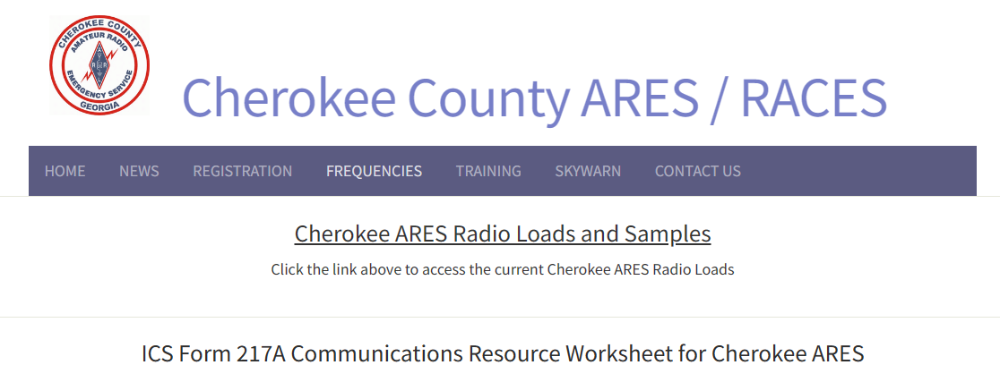 CHEROKEE COUNTY
AMATEUR RADIO
EMERGENCY SERVICE
GEORGIA
Cherokee County ARES / RACES
HOME NEWS REGISTRATION FREQUENCIES TRAINING SKYWARN CONTACT US
Cherokee ARES Radio Loads and Samples
Click the link above to access the current Cherokee ARES Radio Loads
ICS Form 217A Communications Resource Worksheet for Cherokee ARES